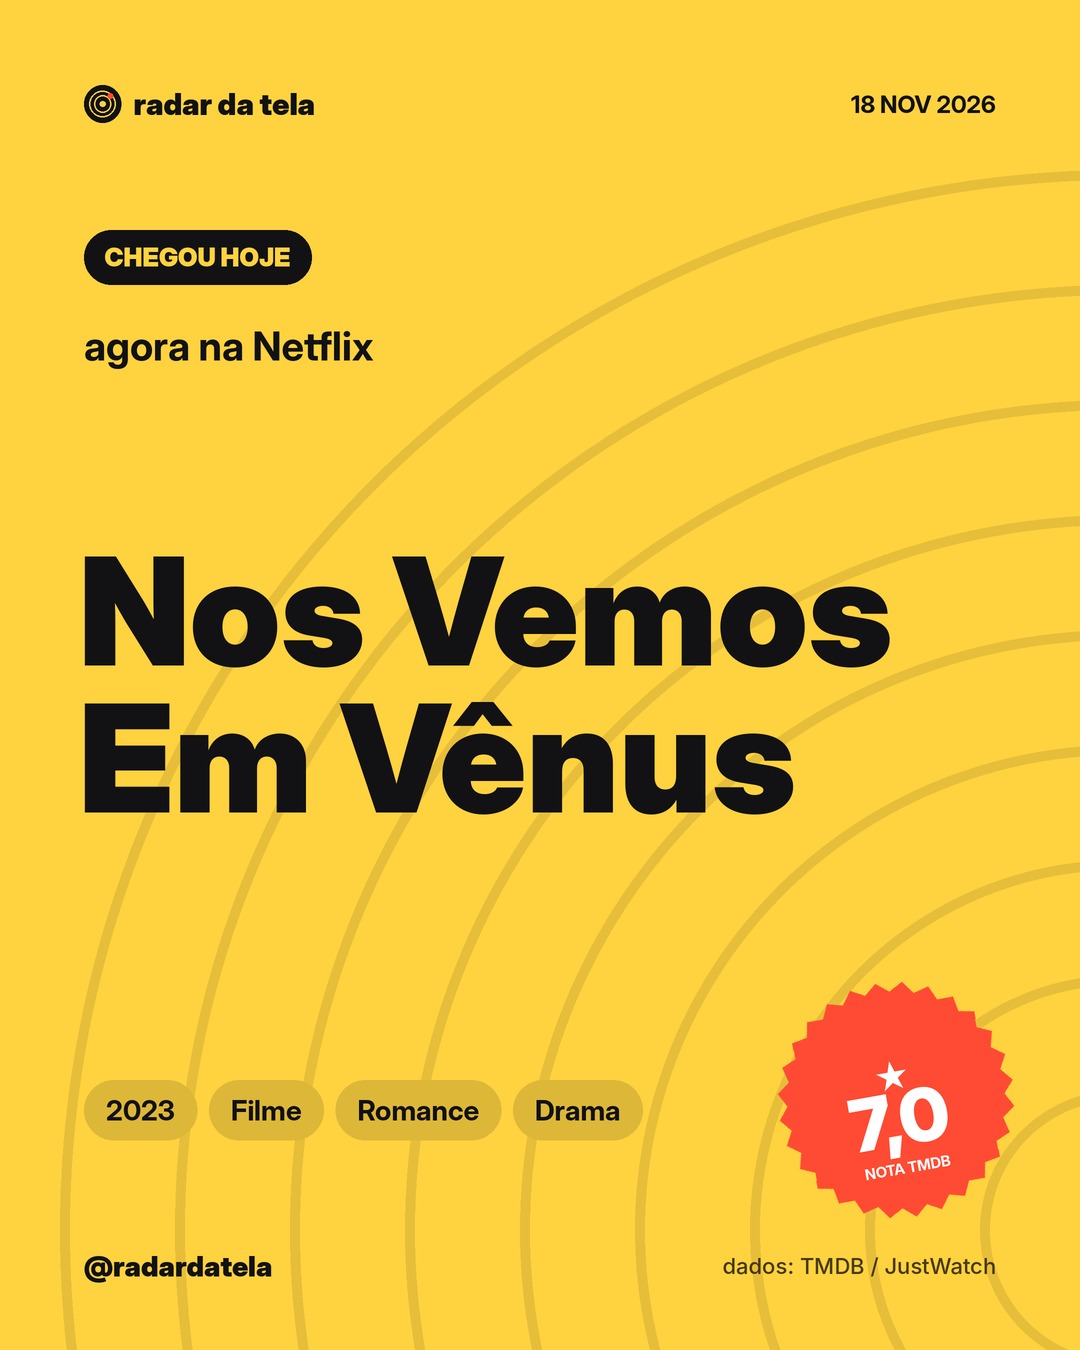 radar da tela
18 NOV 2026
CHEGOU HOJE
agora na Netflix
Nos Vemos
Em Vênus
2023
Filme
Romance
Drama
7,0
NOTA TMDB
@radardatela
dados: TMDB / JustWatch